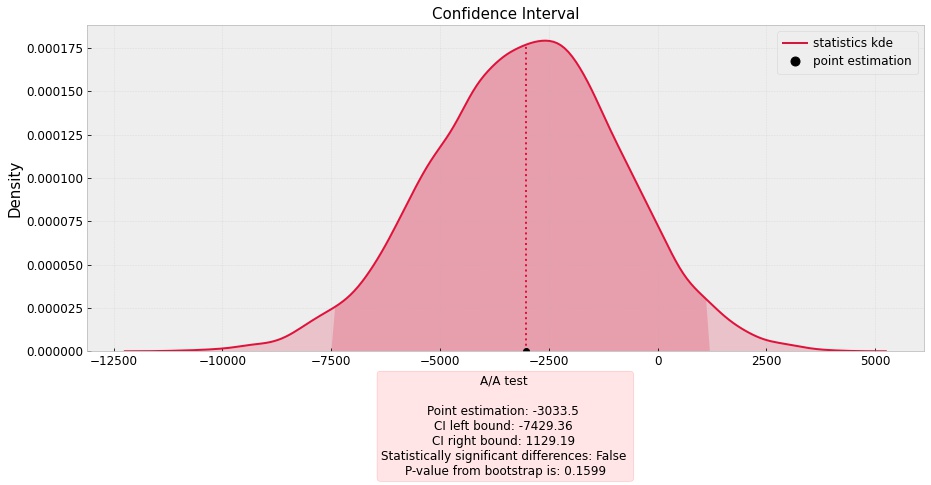 Confidence Interval
statistics kde
point estimation
Density
0.000175
0.000150
0.000125
0.000100
0.000075
0.000050
0.000025
0.000000
−12500 −10000 −7500 −5000 −2500 0 2500 5000
A/A test
Point estimation: -3033.5
CI left bound: -7429.36
CI right bound: 1129.19
Statistically significant differences: False
P-value from bootstrap is: 0.1599